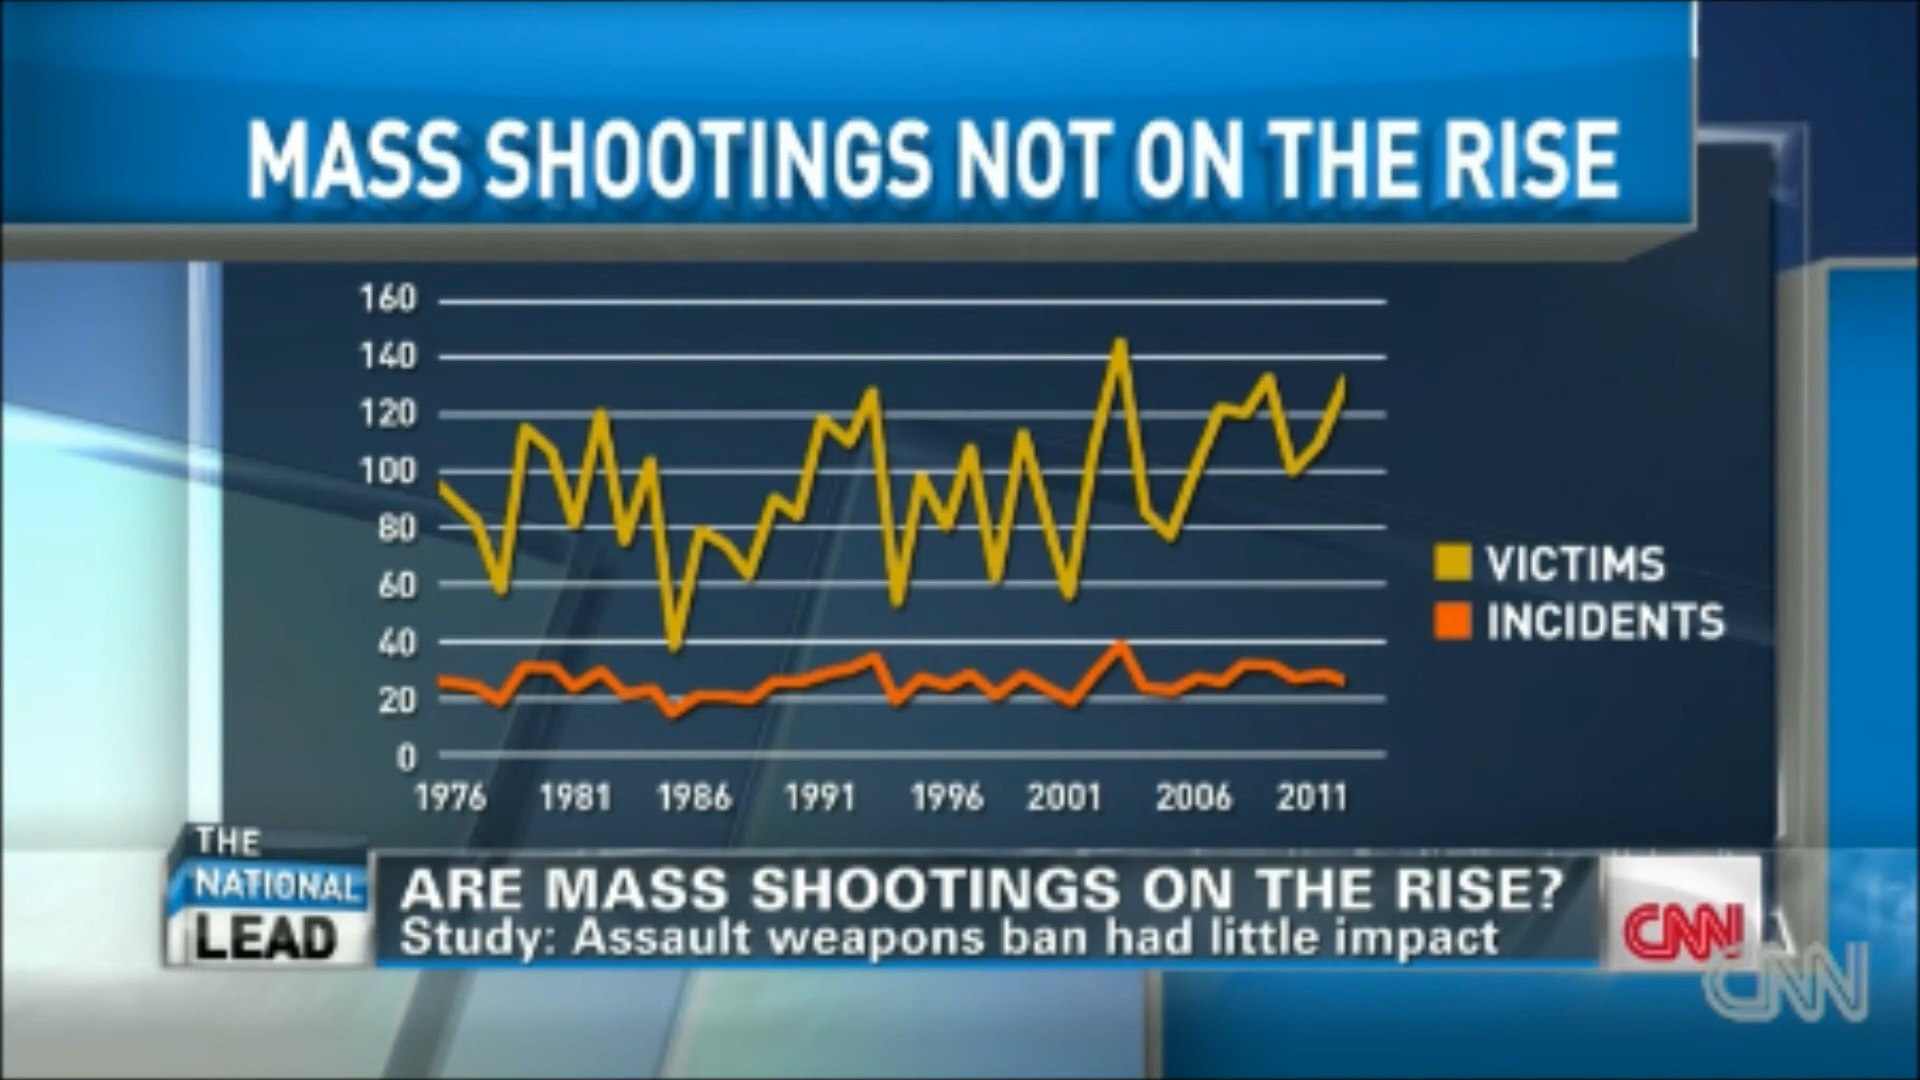 MASS SHOOTINGS NOT ON THE RISE
160
140
120
100
80
60
40
20
0
1976 1981 1986 1991 1996 2001 2006 2011
VICTIMS
INCIDENTS
THE
NATIONAL
LEAD
ARE MASS SHOOTINGS ON THE RISE?
Study: Assault weapons ban had little impact
CNN
CNN